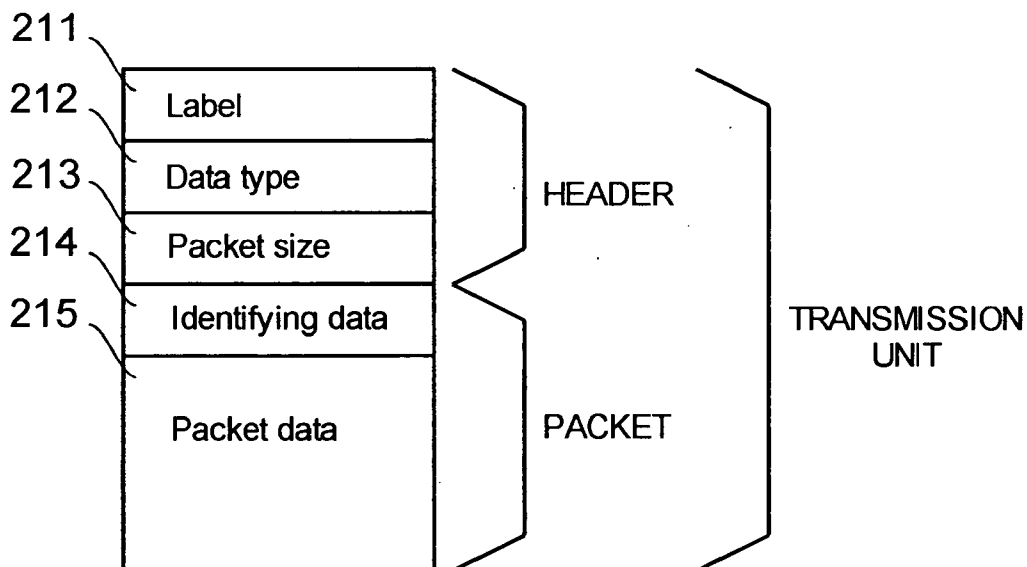 211
212
213
214
215
Label
Data type
Packet size
Identifying data
Packet data
HEADER
PACKET
TRANSMISSION
UNIT